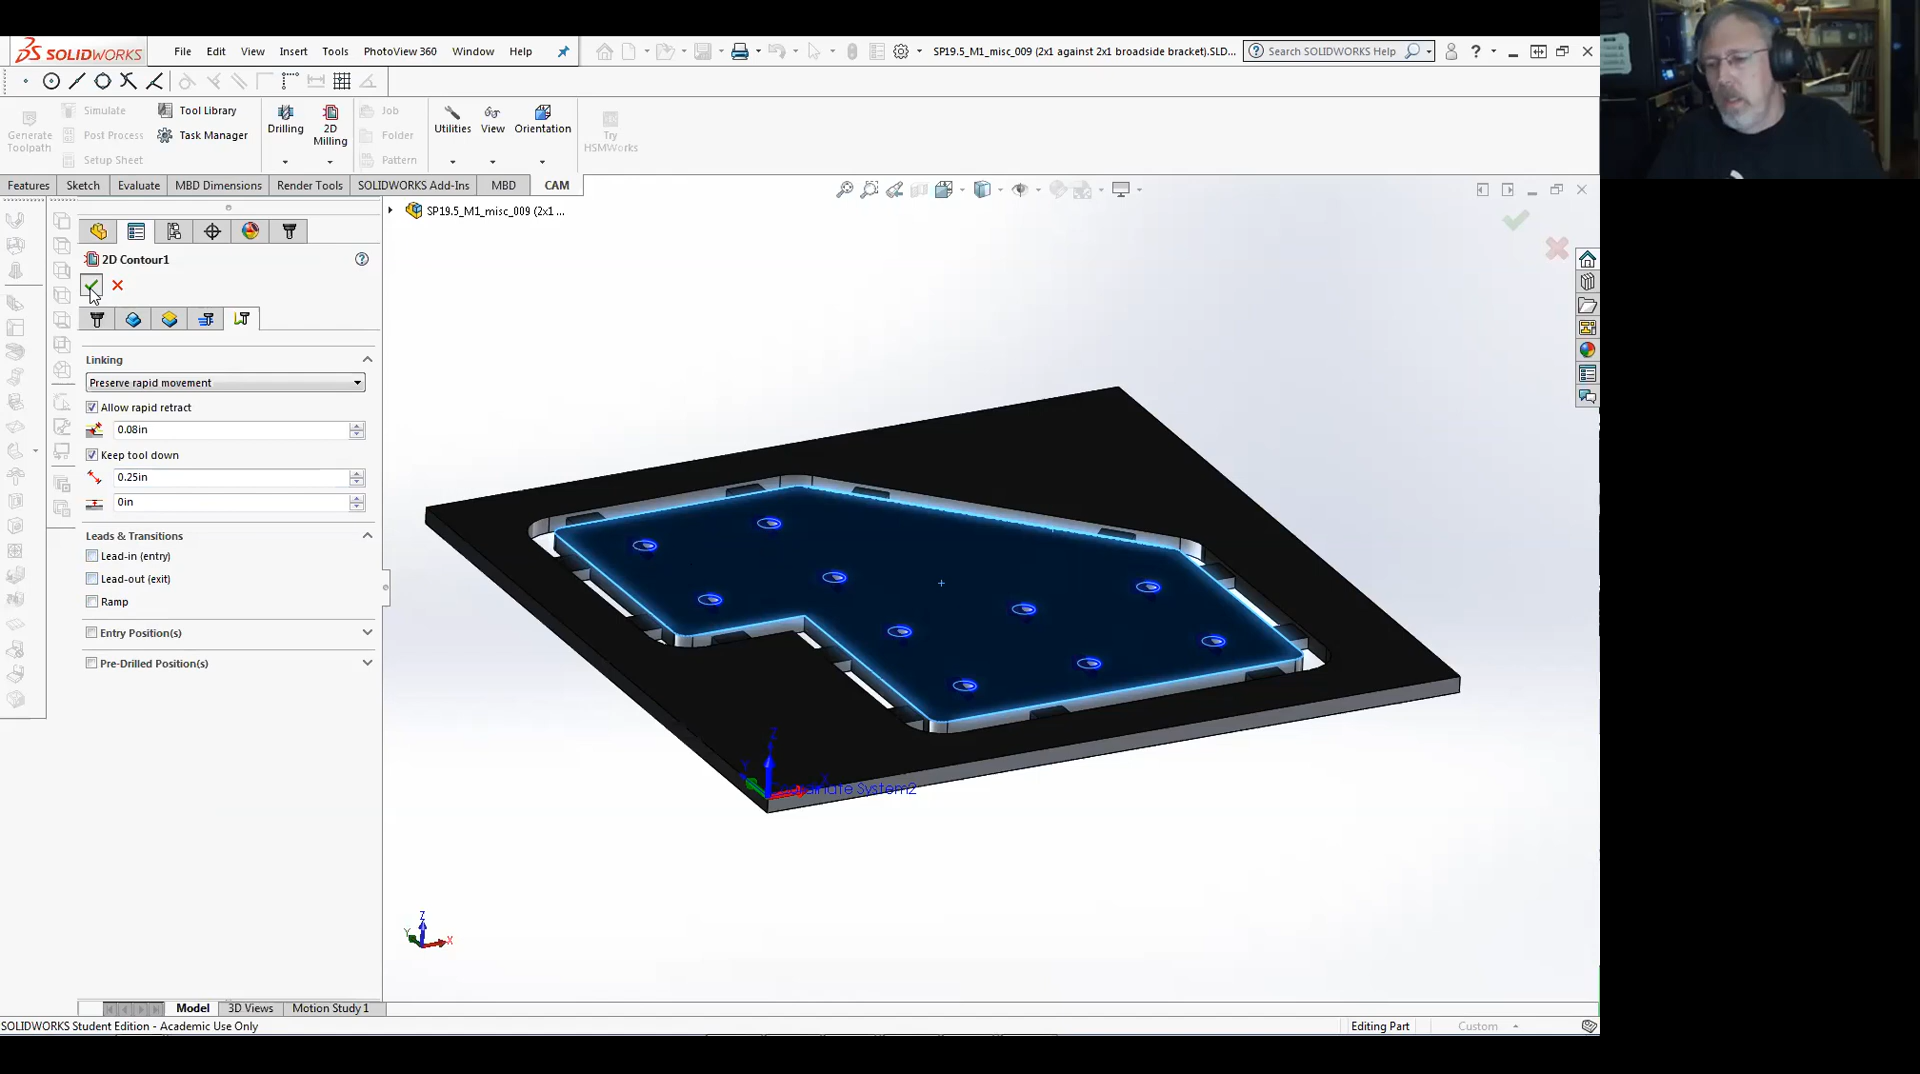 SOLIDWORKS
File Edit View Insert Tools PhotoView 360 Window Help
SP19.5_M1_misc_009 (2x1 against 2x1 broadside bracket).SLD...
Search SOLIDWORKS Help
Generate Toolpath
Simulate
Post Process
Setup Sheet
Tool Library
Task Manager
Drilling
2D Milling
Job
Folder
Pattern
Utilities
View
Orientation
Try HSMWorks
Features Sketch Evaluate MBD Dimensions Render Tools SOLIDWORKS Add-Ins MBD CAM
SP19.5_M1_misc_009 (2x1 ...
2D Contour1
Linking
Preserve rapid movement
Allow rapid retract
0.08in
Keep tool down
0.25in
0in
Leads & Transitions
Lead-in (entry)
Lead-out (exit)
Ramp
Entry Position(s)
Pre-Drilled Position(s)
Z
Y
X
System2
Z
Y
X
Model 3D Views Motion Study 1
SOLIDWORKS Student Edition - Academic Use Only
Editing Part
Custom